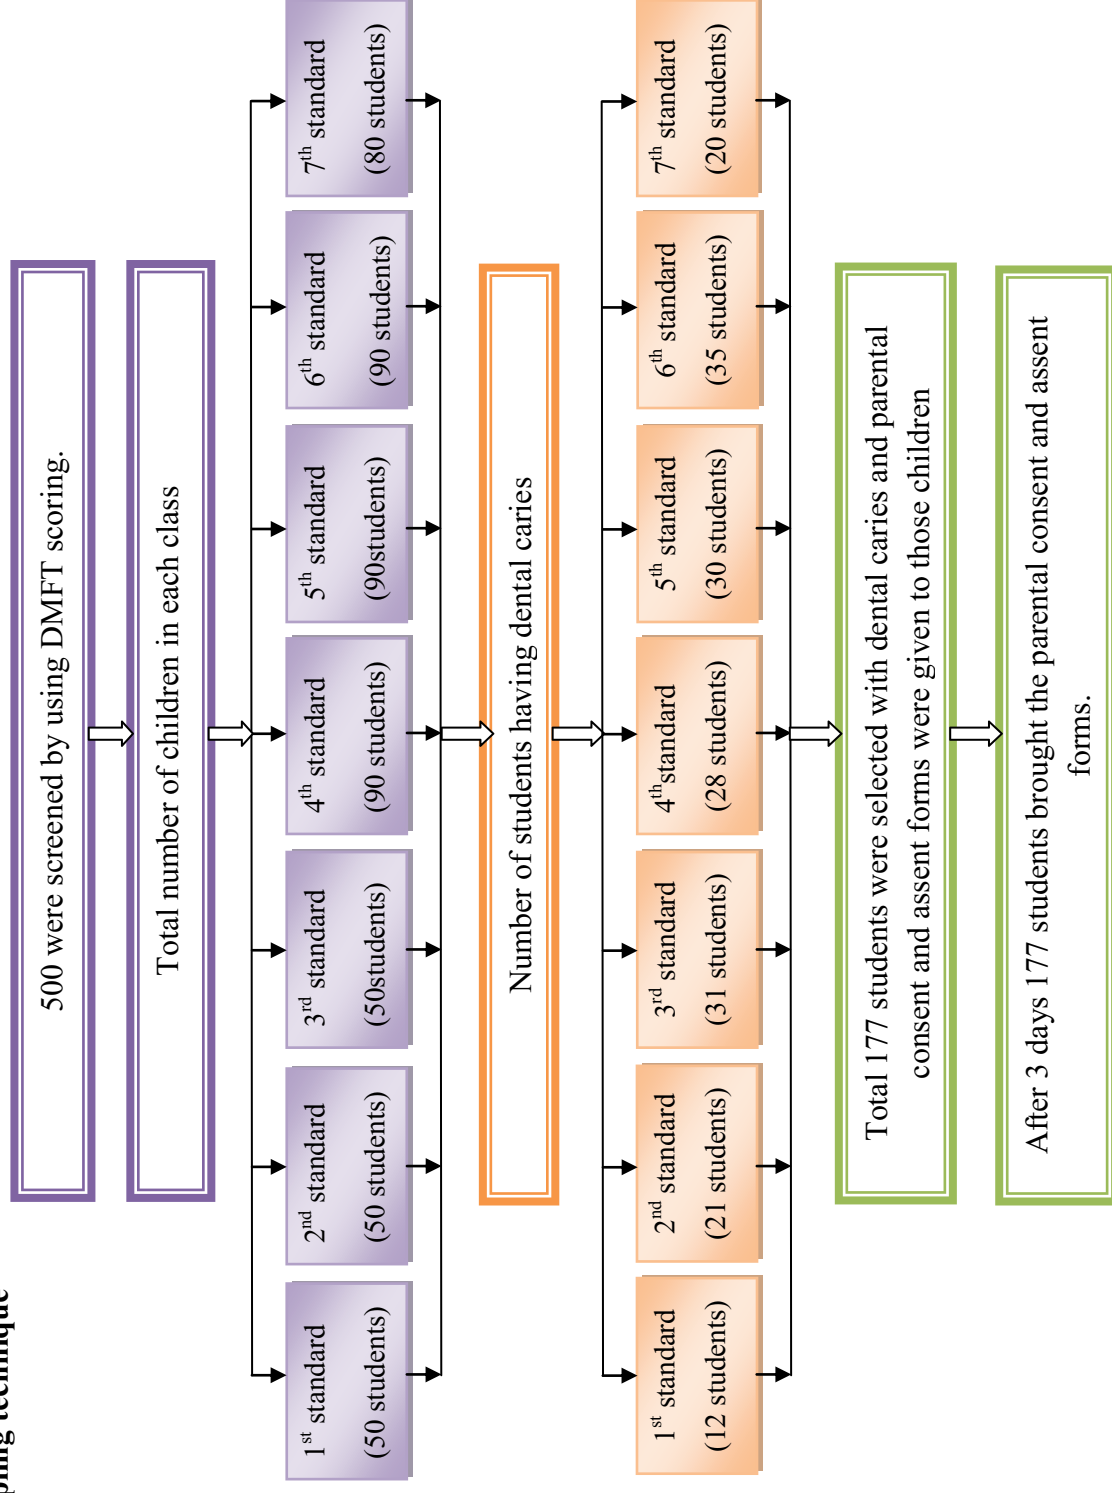 pling technique
500 were screened by using DMFT scoring.
Total number of children in each class
1st standard
(50 students)
2nd standard
(50 students)
3rd standard
(50students)
4th standard
(90 students)
5th standard
(90students)
6th standard
(90 students)
7th standard
(80 students)
Number of students having dental caries
1st standard
(12 students)
2nd standard
(21 students)
3rd standard
(31 students)
4thstandard
(28 students)
5th standard
(30 students)
6th standard
(35 students)
7th standard
(20 students)
Total 177 students were selected with dental caries and parental
consent and assent forms were given to those children
After 3 days 177 students brought the parental consent and assent
forms.